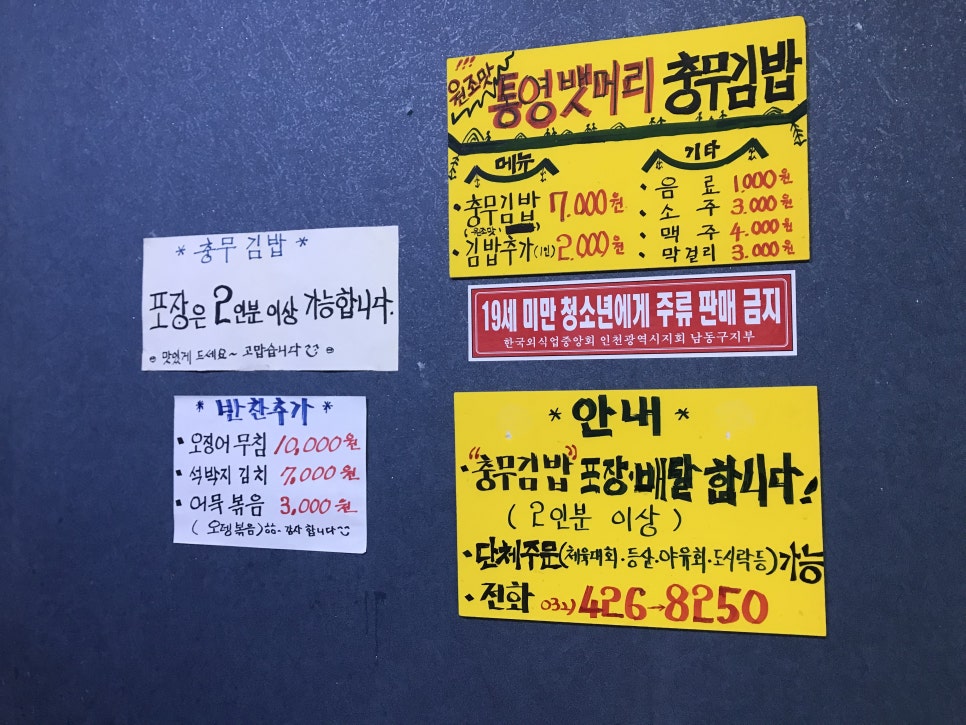 * 충무김밥 *
포장은 2인분 이상 가능합니다.
맛있게 드세요~ 고맙습니다
* 반찬추가 *
· 오징어 무침 10,000원
· 석박지 김치 7,000원
· 어묵 볶음 3,000원
(오뎅볶음) 감사 합니다
!!!
원조맛 통영뱃머리 충무김밥
메뉴
· 충무김밥 7.000원
(원조맛)
· 김밥추가(1인) 2.000원
기타
· 음료 1.000원
· 소주 3.000원
· 맥주 4.000원
· 막걸리 3.000원
19세 미만 청소년에게 주류 판매 금지
한국외식업중앙회 인천광역시지회 남동구지부
* 안내 *
· "충무김밥" 포장·배달 합니다!
(2인분 이상)
· 단체주문(체육대회·등산·야유회·도시락등)가능
· 전화 032) 426-8250